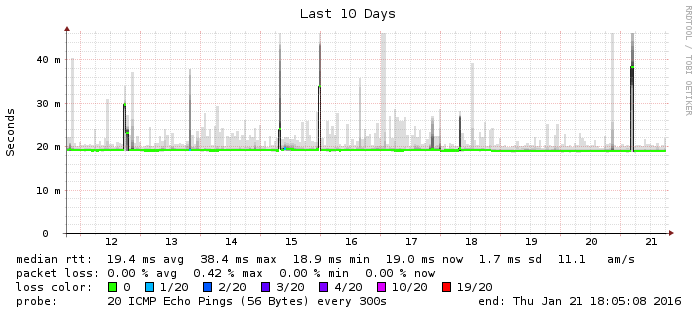 Last 10 Days
RRDTOOL / TOBI OETIKER
Seconds
40 m
30 m
20 m
10 m
0
12 13 14 15 16 17 18 19 20 21
median rtt: 19.4 ms avg 38.4 ms max 18.9 ms min 19.0 ms now 1.7 ms sd 11.1 am/s
packet loss: 0.00 % avg 0.42 % max 0.00 % min 0.00 % now
loss color: 0 1/20 2/20 3/20 4/20 10/20 19/20
probe: 20 ICMP Echo Pings (56 Bytes) every 300s end: Thu Jan 21 18:05:08 2016